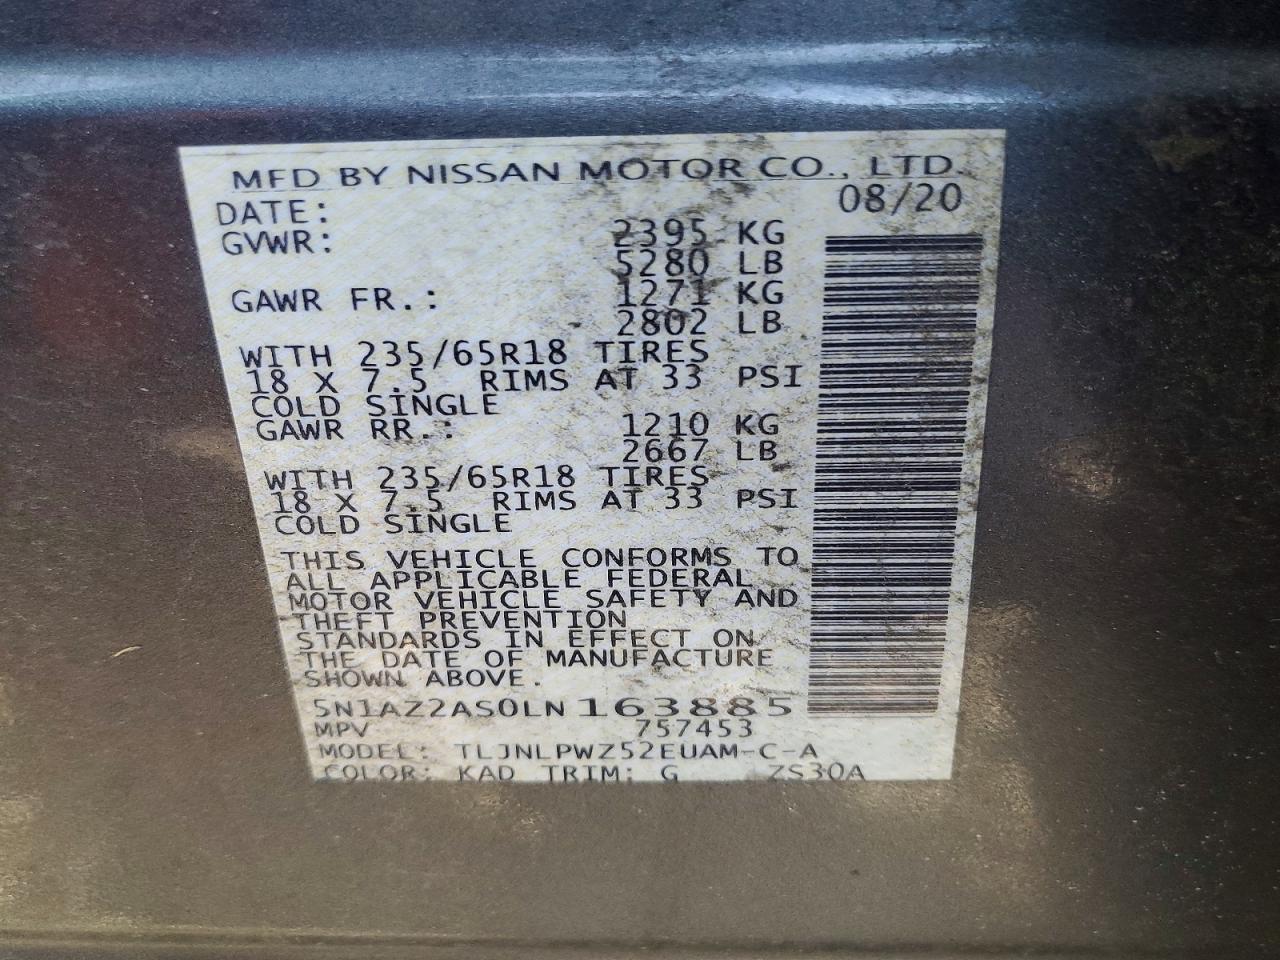 MFD BY NISSAN MOTOR CO., LTD.
DATE: 08/20
GVWR: 2395 KG
5280 LB
GAWR FR.: 1271 KG
2802 LB
WITH 235/65R18 TIRES
18 X 7.5 RIMS AT 33 PSI
COLD SINGLE
GAWR RR.: 1210 KG
2667 LB
WITH 235/65R18 TIRES
18 X 7.5 RIMS AT 33 PSI
COLD SINGLE
THIS VEHICLE CONFORMS TO
ALL APPLICABLE FEDERAL
MOTOR VEHICLE SAFETY AND
THEFT PREVENTION
STANDARDS IN EFFECT ON
THE DATE OF MANUFACTURE
SHOWN ABOVE.
5N1AZ2AS0LN163885
MPV 757453
MODEL: TLJNLPWZ52EUAM-C-A
COLOR: KAD TRIM: G ZS30A